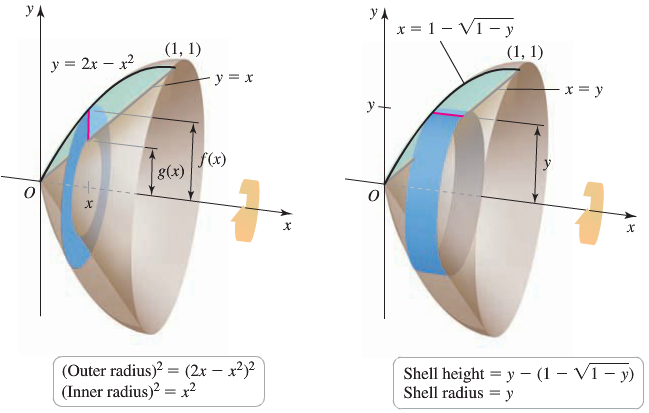 y
y = 2x − x²
(1, 1)
y = x
f(x)
g(x)
O
x
x
(Outer radius)² = (2x − x²)²
(Inner radius)² = x²
y
x = 1 − √1 − y
(1, 1)
x = y
y
y
O
x
Shell height = y − (1 − √1 − y)
Shell radius = y